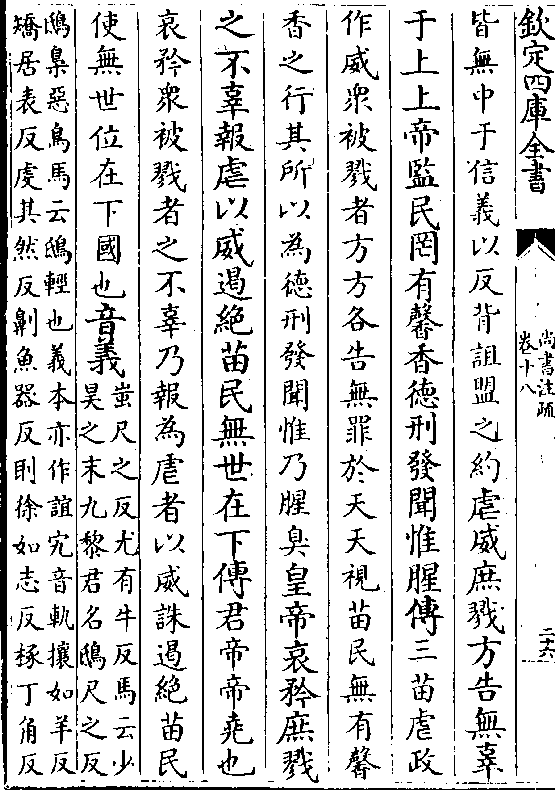 欽定四庫全書
尚書注疏
卷十八
二十六
皆無中于信義以反背詛盟之約虐威庶戮方告無辜
于上上帝監民罔有馨香德刑發聞惟腥傳三苗虐政
作威衆被戮者方方各告無罪於天天視苗民無有馨
香之行其所以為德刑發聞惟乃腥臭皇帝哀矜庶戮
之不辜報虐以威遏絶苗民無世在下傳君帝帝堯也
哀矜衆被戮者之不辜乃報為虐者以威誅遏絶苗民
使無世位在下國也音義
蚩尺之反尤有牛反馬云少
昊之末九黎君名鴟尺之反
鴟梟惡鳥馬云鴟輕也義本亦作誼宄音軌攘如羊反
矯居表反虔其然反劓魚器反刵徐如志反椓丁角反